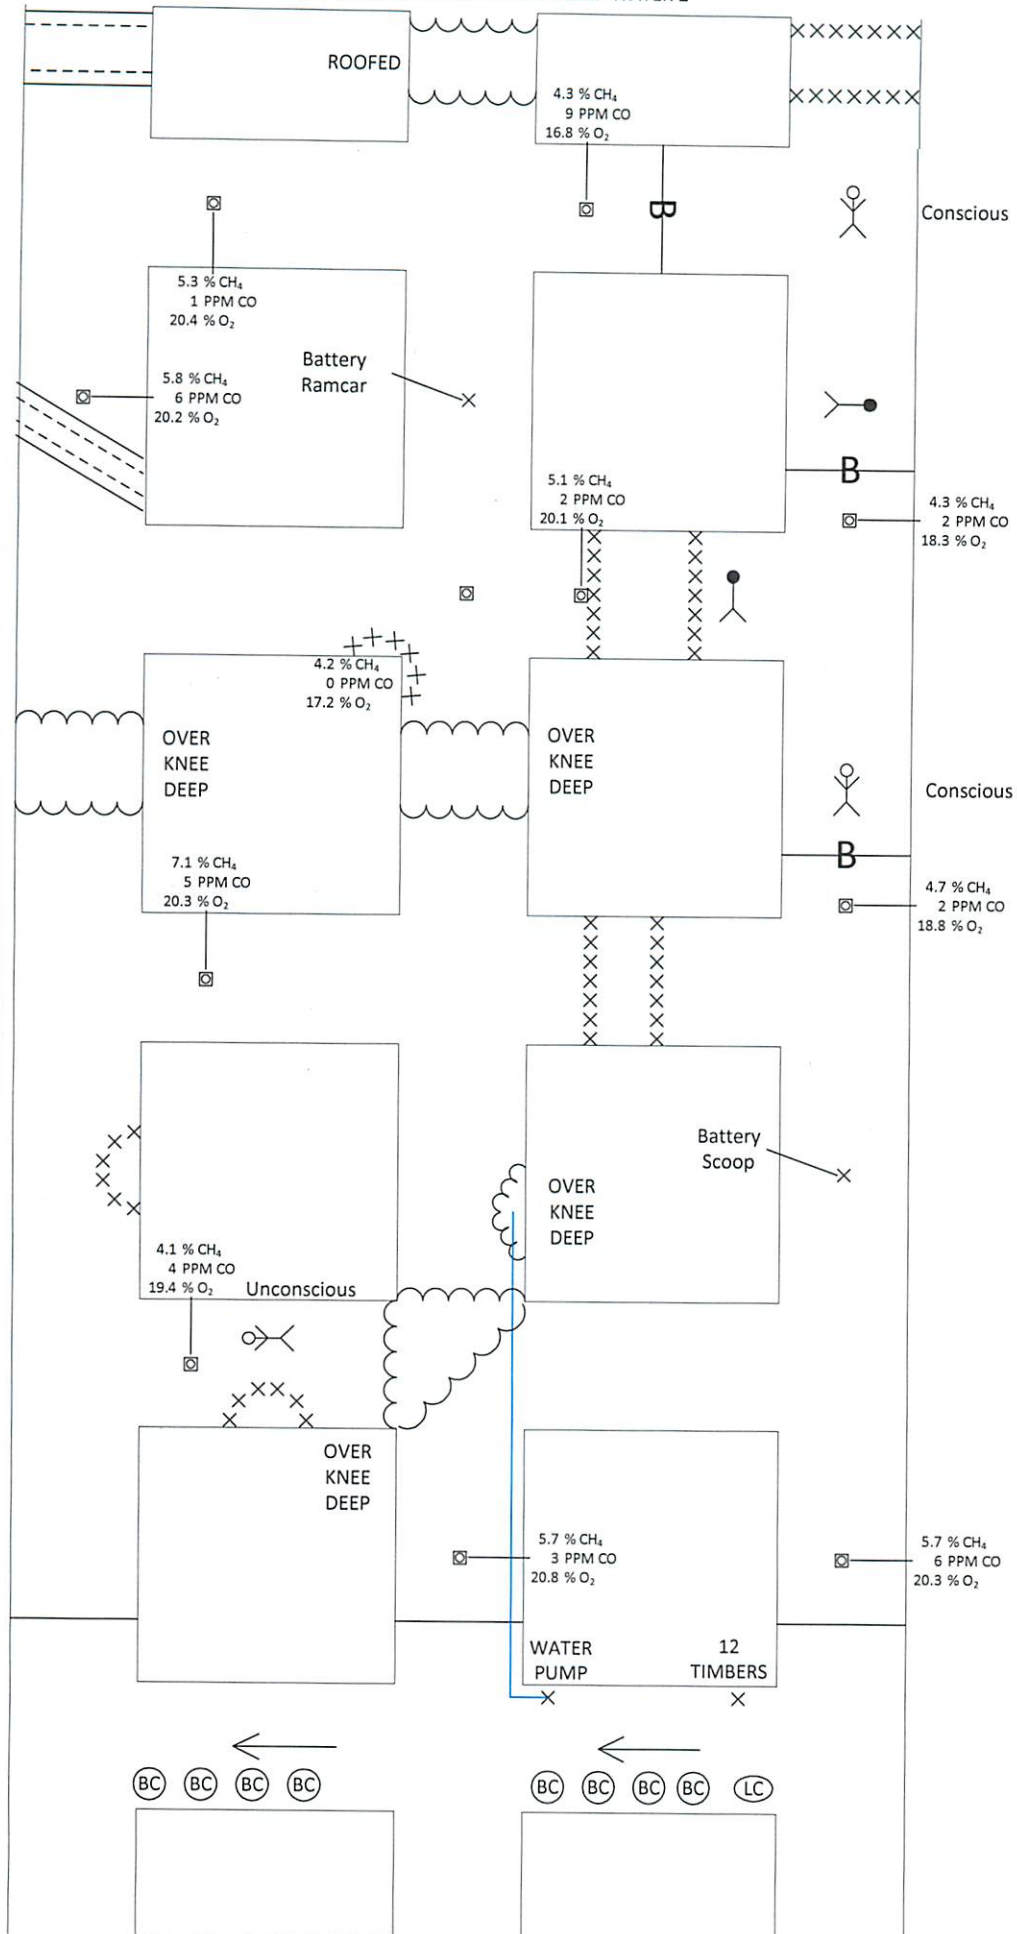 ROOFED
4.3 % CH₄
9 PPM CO
16.8 % O₂
B
Conscious
5.3 % CH₄
1 PPM CO
20.4 % O₂
Battery
Ramcar
5.8 % CH₄
6 PPM CO
20.2 % O₂
B
5.1 % CH₄
2 PPM CO
20.1 % O₂
4.3 % CH₄
2 PPM CO
18.3 % O₂
4.2 % CH₄
0 PPM CO
17.2 % O₂
OVER
KNEE
DEEP
OVER
KNEE
DEEP
Conscious
B
7.1 % CH₄
5 PPM CO
20.3 % O₂
4.7 % CH₄
2 PPM CO
18.8 % O₂
Battery
Scoop
OVER
KNEE
DEEP
4.1 % CH₄
4 PPM CO
19.4 % O₂
Unconscious
OVER
KNEE
DEEP
5.7 % CH₄
3 PPM CO
20.8 % O₂
5.7 % CH₄
6 PPM CO
20.3 % O₂
WATER
PUMP
12
TIMBERS
BC BC BC BC BC BC BC BC LC